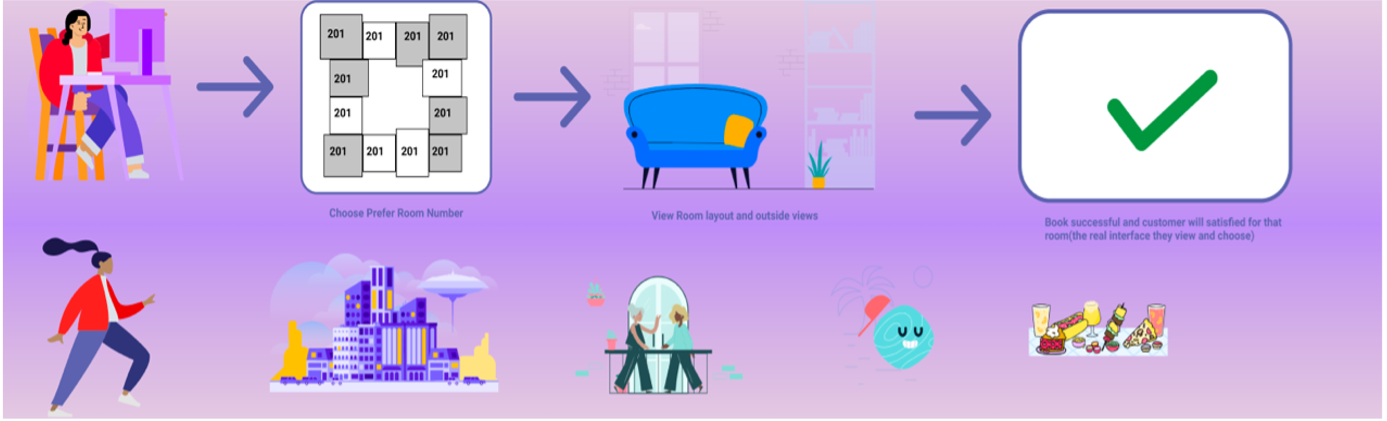 201 201 201 201
201 201
201 201
201 201 201 201
Choose Prefer Room Number
View Room layout and outside views
Book successful and customer will satisfied for that
room(the real interface they view and choose)